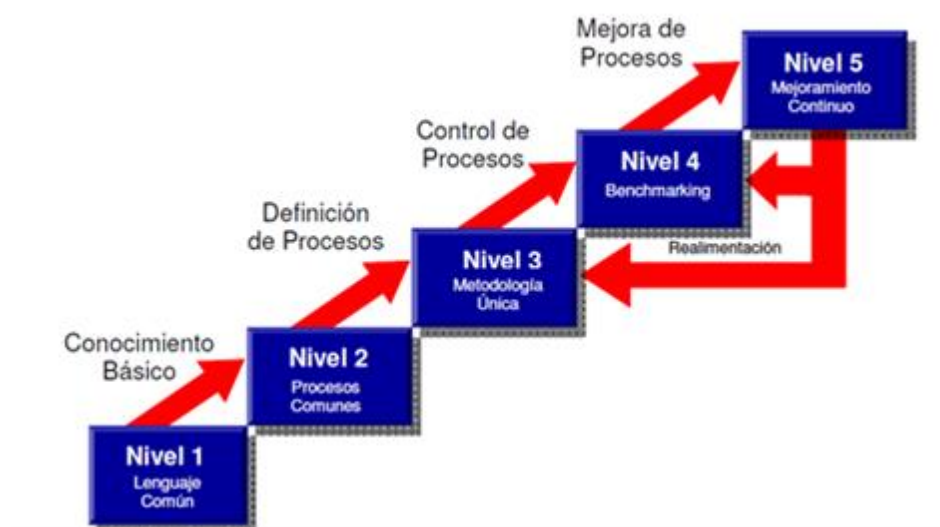 Mejora de
Procesos
Nivel 5
Mejoramiento
Continuo
Control de
Procesos
Nivel 4
Benchmarking
Definición
de Procesos
Nivel 3
Metodología
Única
Realimentación
Conocimiento
Básico
Nivel 2
Procesos
Comunes
Nivel 1
Lenguaje
Común